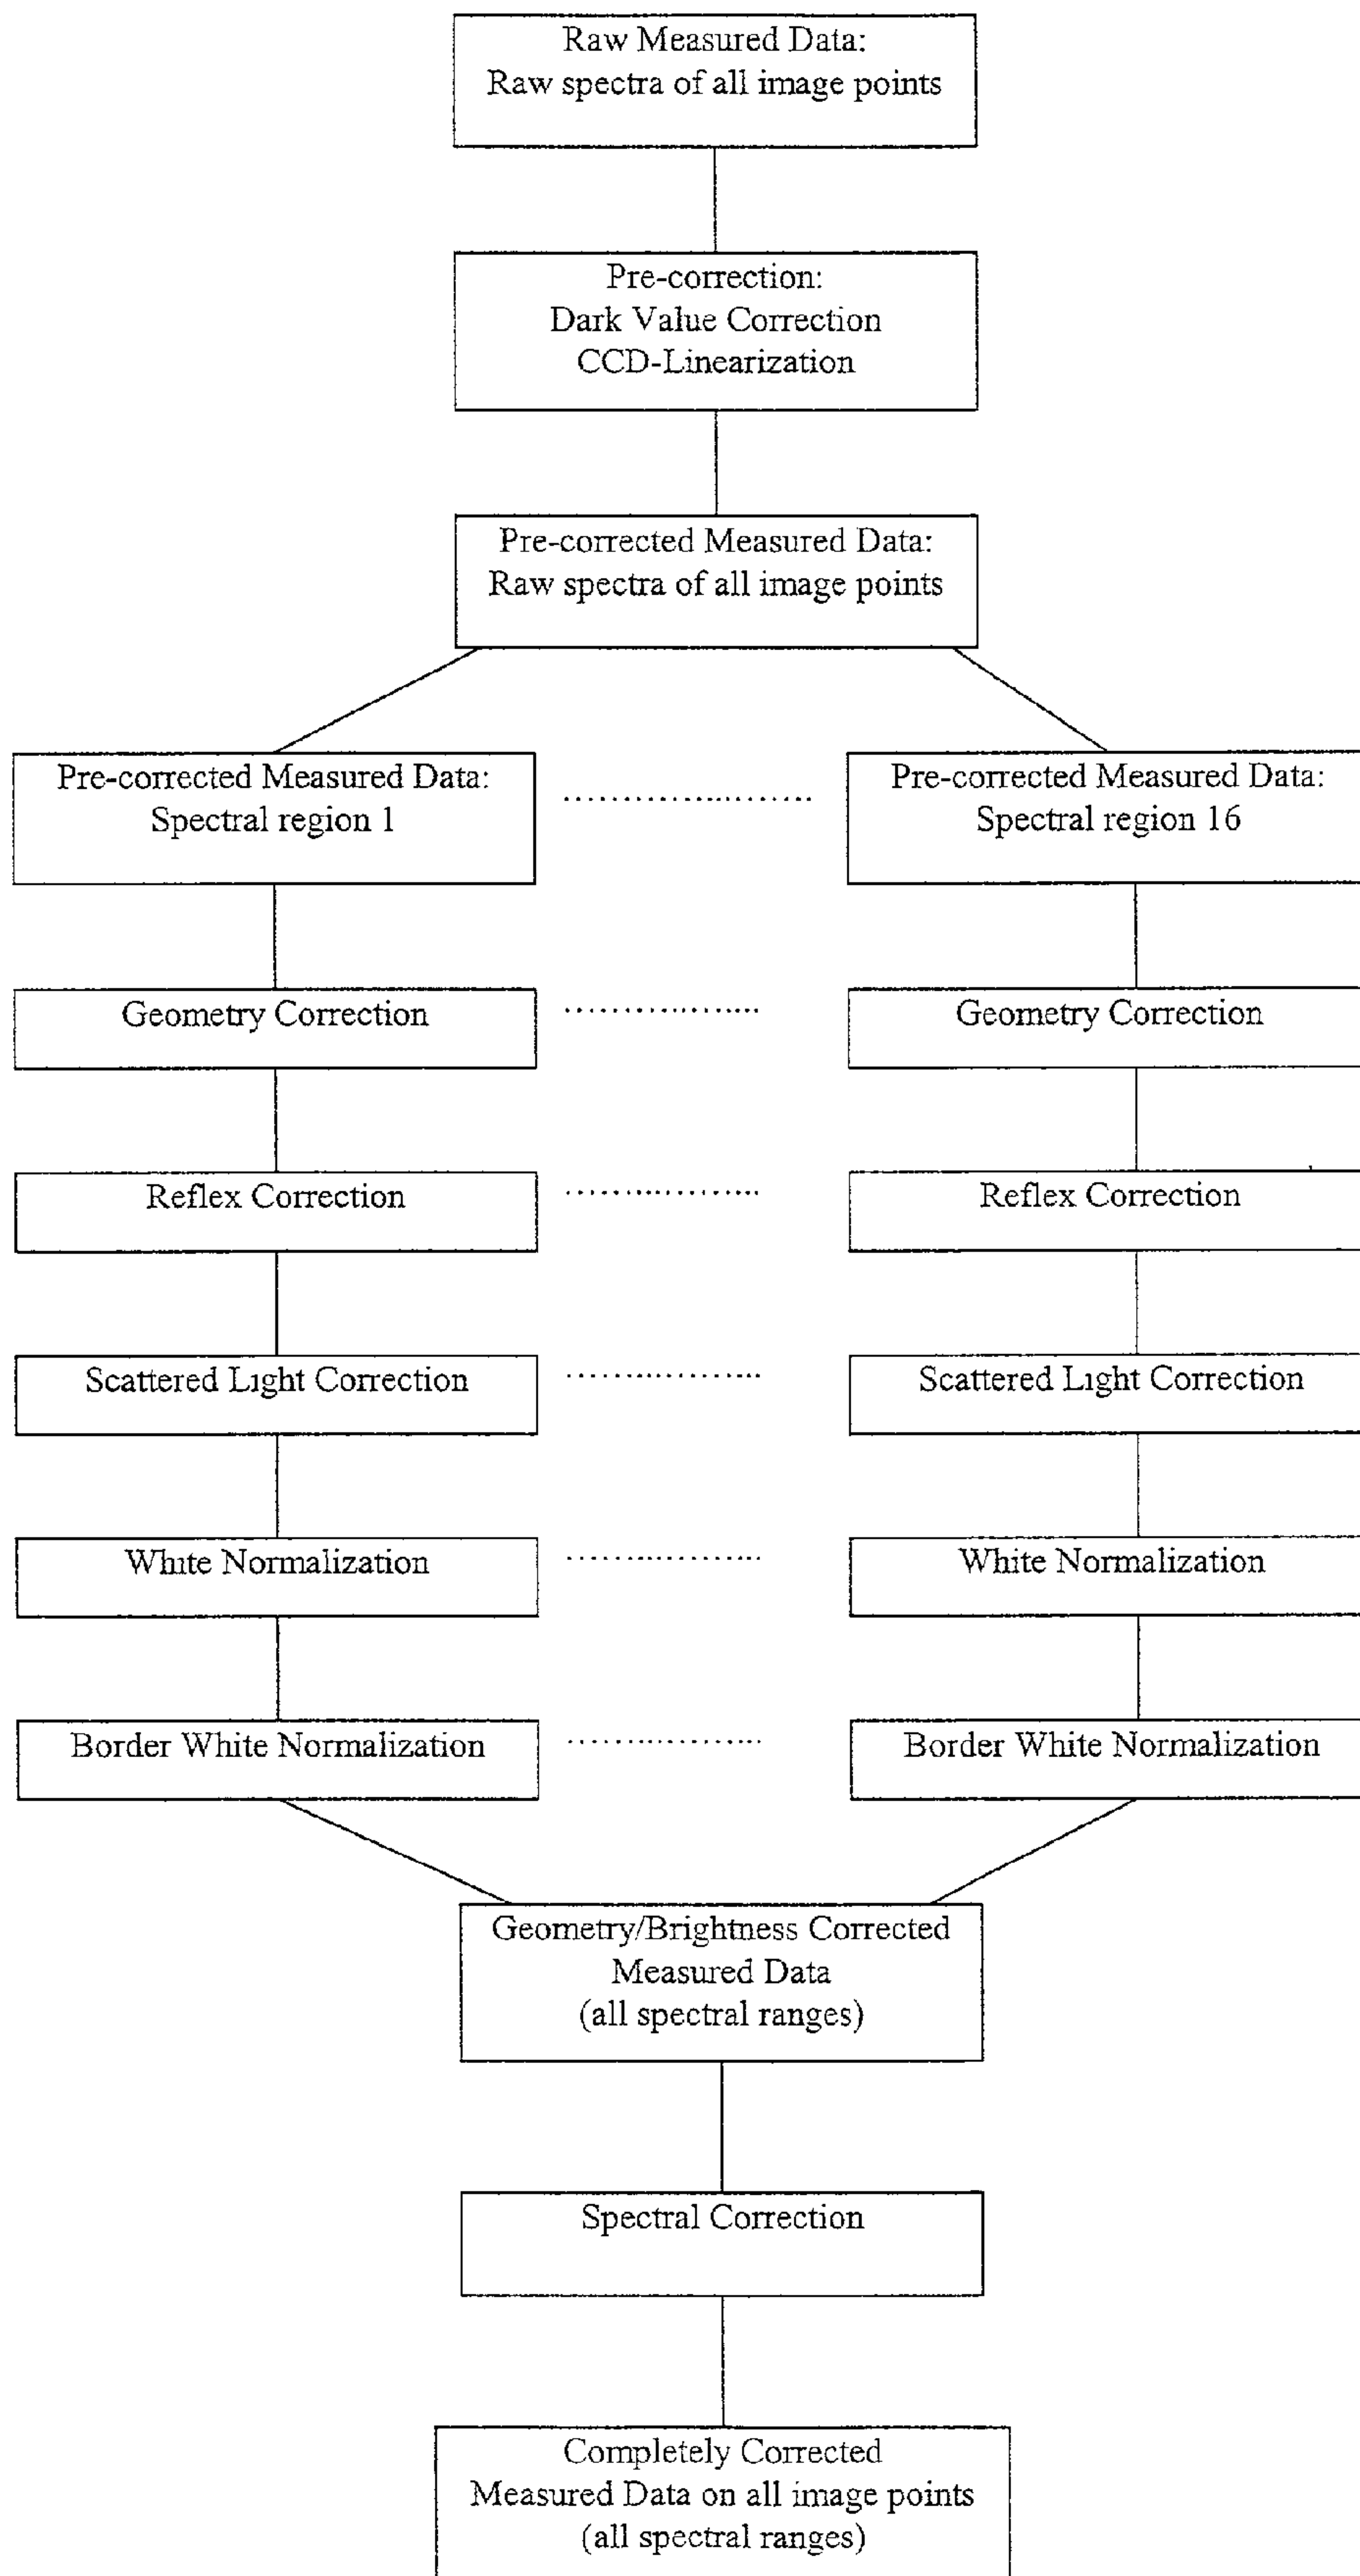 Raw Measured Data:
Raw spectra of all image points
Pre-correction:
Dark Value Correction
CCD-Linearization
Pre-corrected Measured Data:
Raw spectra of all image points
Pre-corrected Measured Data:
Spectral region 1
Pre-corrected Measured Data:
Spectral region 16
Geometry Correction
Geometry Correction
Reflex Correction
Reflex Correction
Scattered Light Correction
Scattered Light Correction
White Normalization
White Normalization
Border White Normalization
Border White Normalization
Geometry/Brightness Corrected
Measured Data
(all spectral ranges)
Spectral Correction
Completely Corrected
Measured Data on all image points
(all spectral ranges)